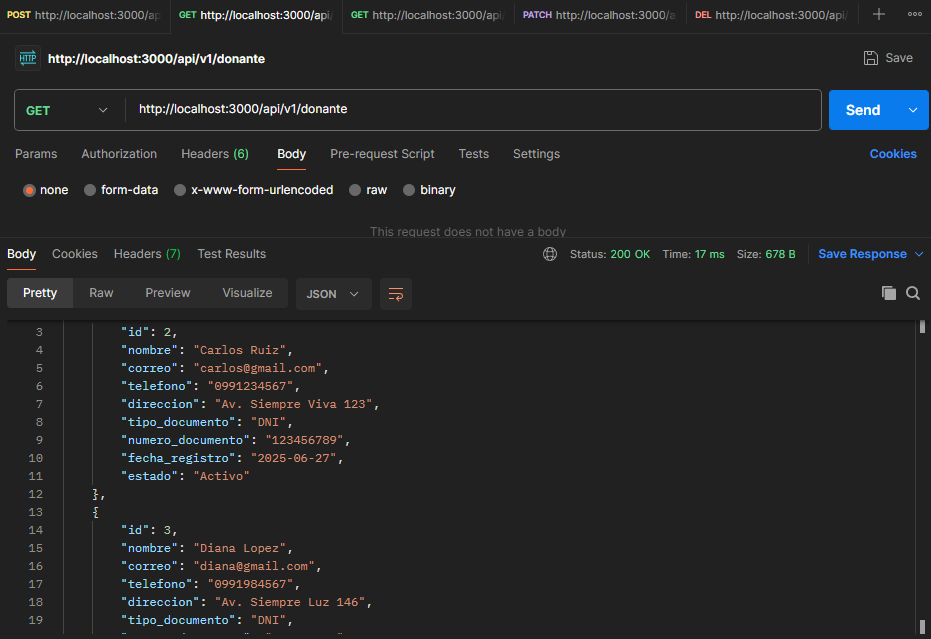 POST http://localhost:3000/ap
GET http://localhost:3000/api/
GET http://localhost:3000/api/
PATCH http://localhost:3000/a
DEL http://localhost:3000/api/
http://localhost:3000/api/v1/donante
Save
GET
http://localhost:3000/api/v1/donante
Send
Params Authorization Headers (6) Body Pre-request Script Tests Settings Cookies
none form-data x-www-form-urlencoded raw binary
This request does not have a body
Body Cookies Headers (7) Test Results Status: 200 OK Time: 17 ms Size: 678 B Save Response
Pretty Raw Preview Visualize JSON
3 "id": 2,
4 "nombre": "Carlos Ruiz",
5 "correo": "carlos@gmail.com",
6 "telefono": "0991234567",
7 "direccion": "Av. Siempre Viva 123",
8 "tipo_documento": "DNI",
9 "numero_documento": "123456789",
10 "fecha_registro": "2025-06-27",
11 "estado": "Activo"
12 },
13 {
14 "id": 3,
15 "nombre": "Diana Lopez",
16 "correo": "diana@gmail.com",
17 "telefono": "0991984567",
18 "direccion": "Av. Siempre Luz 146",
19 "tipo_documento": "DNI",